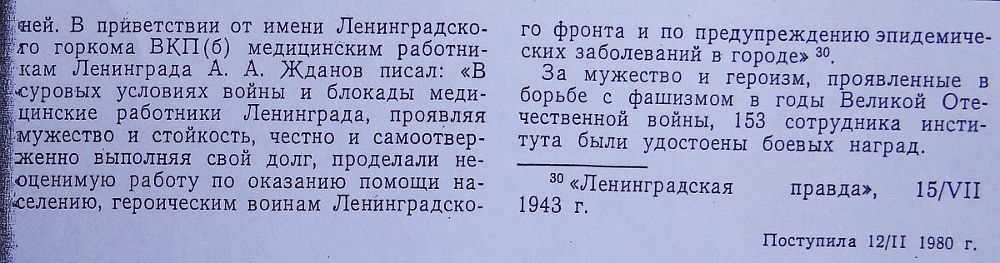 ней. В приветствии от имени Ленинградско-
го горкома ВКП(б) медицинским работни-
кам Ленинграда А. А. Жданов писал: «В
суровых условиях войны и блокады меди-
цинские работники Ленинграда, проявляя
мужество и стойкость, честно и самоотвер-
женно выполняя свой долг, проделали не-
оценимую работу по оказанию помощи на-
селению, героическим воинам Ленинградско-
го фронта и по предупреждению эпидемиче-
ских заболеваний в городе» 30.
За мужество и героизм, проявленные в
борьбе с фашизмом в годы Великой Оте-
чественной войны, 153 сотрудника инсти-
тута были удостоены боевых наград.
30 «Ленинградская правда», 15/VII
1943 г.
Поступила 12/II 1980 г.